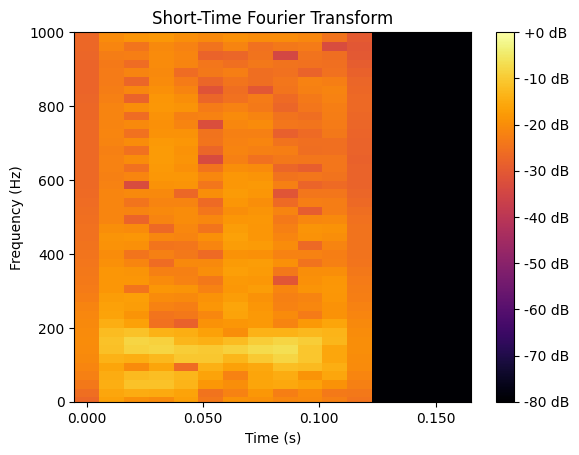 Short-Time Fourier Transform
1000
800
600
400
200
0
Frequency (Hz)
0.000
0.050
0.100
0.150
Time (s)
+0 dB
-10 dB
-20 dB
-30 dB
-40 dB
-50 dB
-60 dB
-70 dB
-80 dB